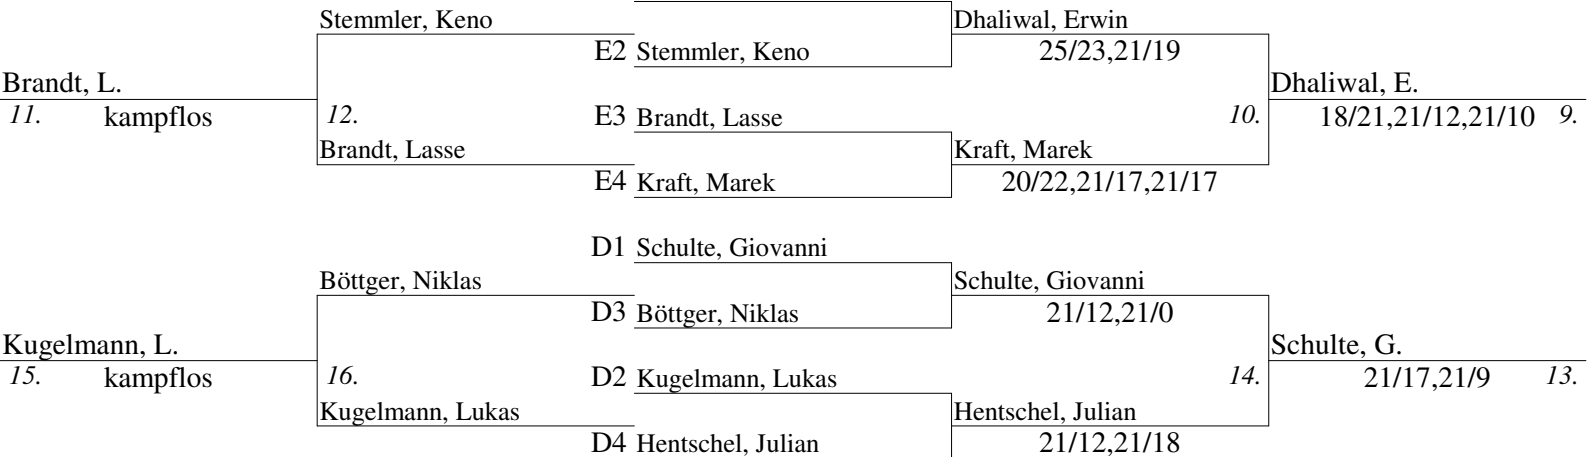 Stemmler, Keno Dhaliwal, Erwin
E2 Stemmler, Keno 25/23,21/19
Brandt, L. Dhaliwal, E.
11. kampflos 12. E3 Brandt, Lasse 10. 18/21,21/12,21/10 9.
Brandt, Lasse Kraft, Marek
E4 Kraft, Marek 20/22,21/17,21/17
D1 Schulte, Giovanni
Böttger, Niklas Schulte, Giovanni
D3 Böttger, Niklas 21/12,21/0
Kugelmann, L. Schulte, G.
15. kampflos 16. D2 Kugelmann, Lukas 14. 21/17,21/9 13.
Kugelmann, Lukas Hentschel, Julian
D4 Hentschel, Julian 21/12,21/18